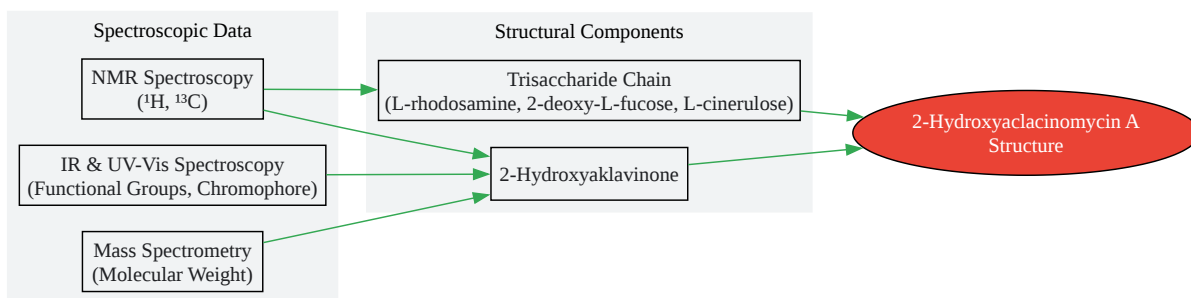 Spectroscopic Data
NMR Spectroscopy
(¹H, ¹³C)
IR & UV-Vis Spectroscopy
(Functional Groups, Chromophore)
Mass Spectrometry
(Molecular Weight)
Structural Components
Trisaccharide Chain
(L-rhodosamine, 2-deoxy-L-fucose, L-cinerulose)
2-Hydroxyaklavinone
2-Hydroxyaclacinomycin A
Structure